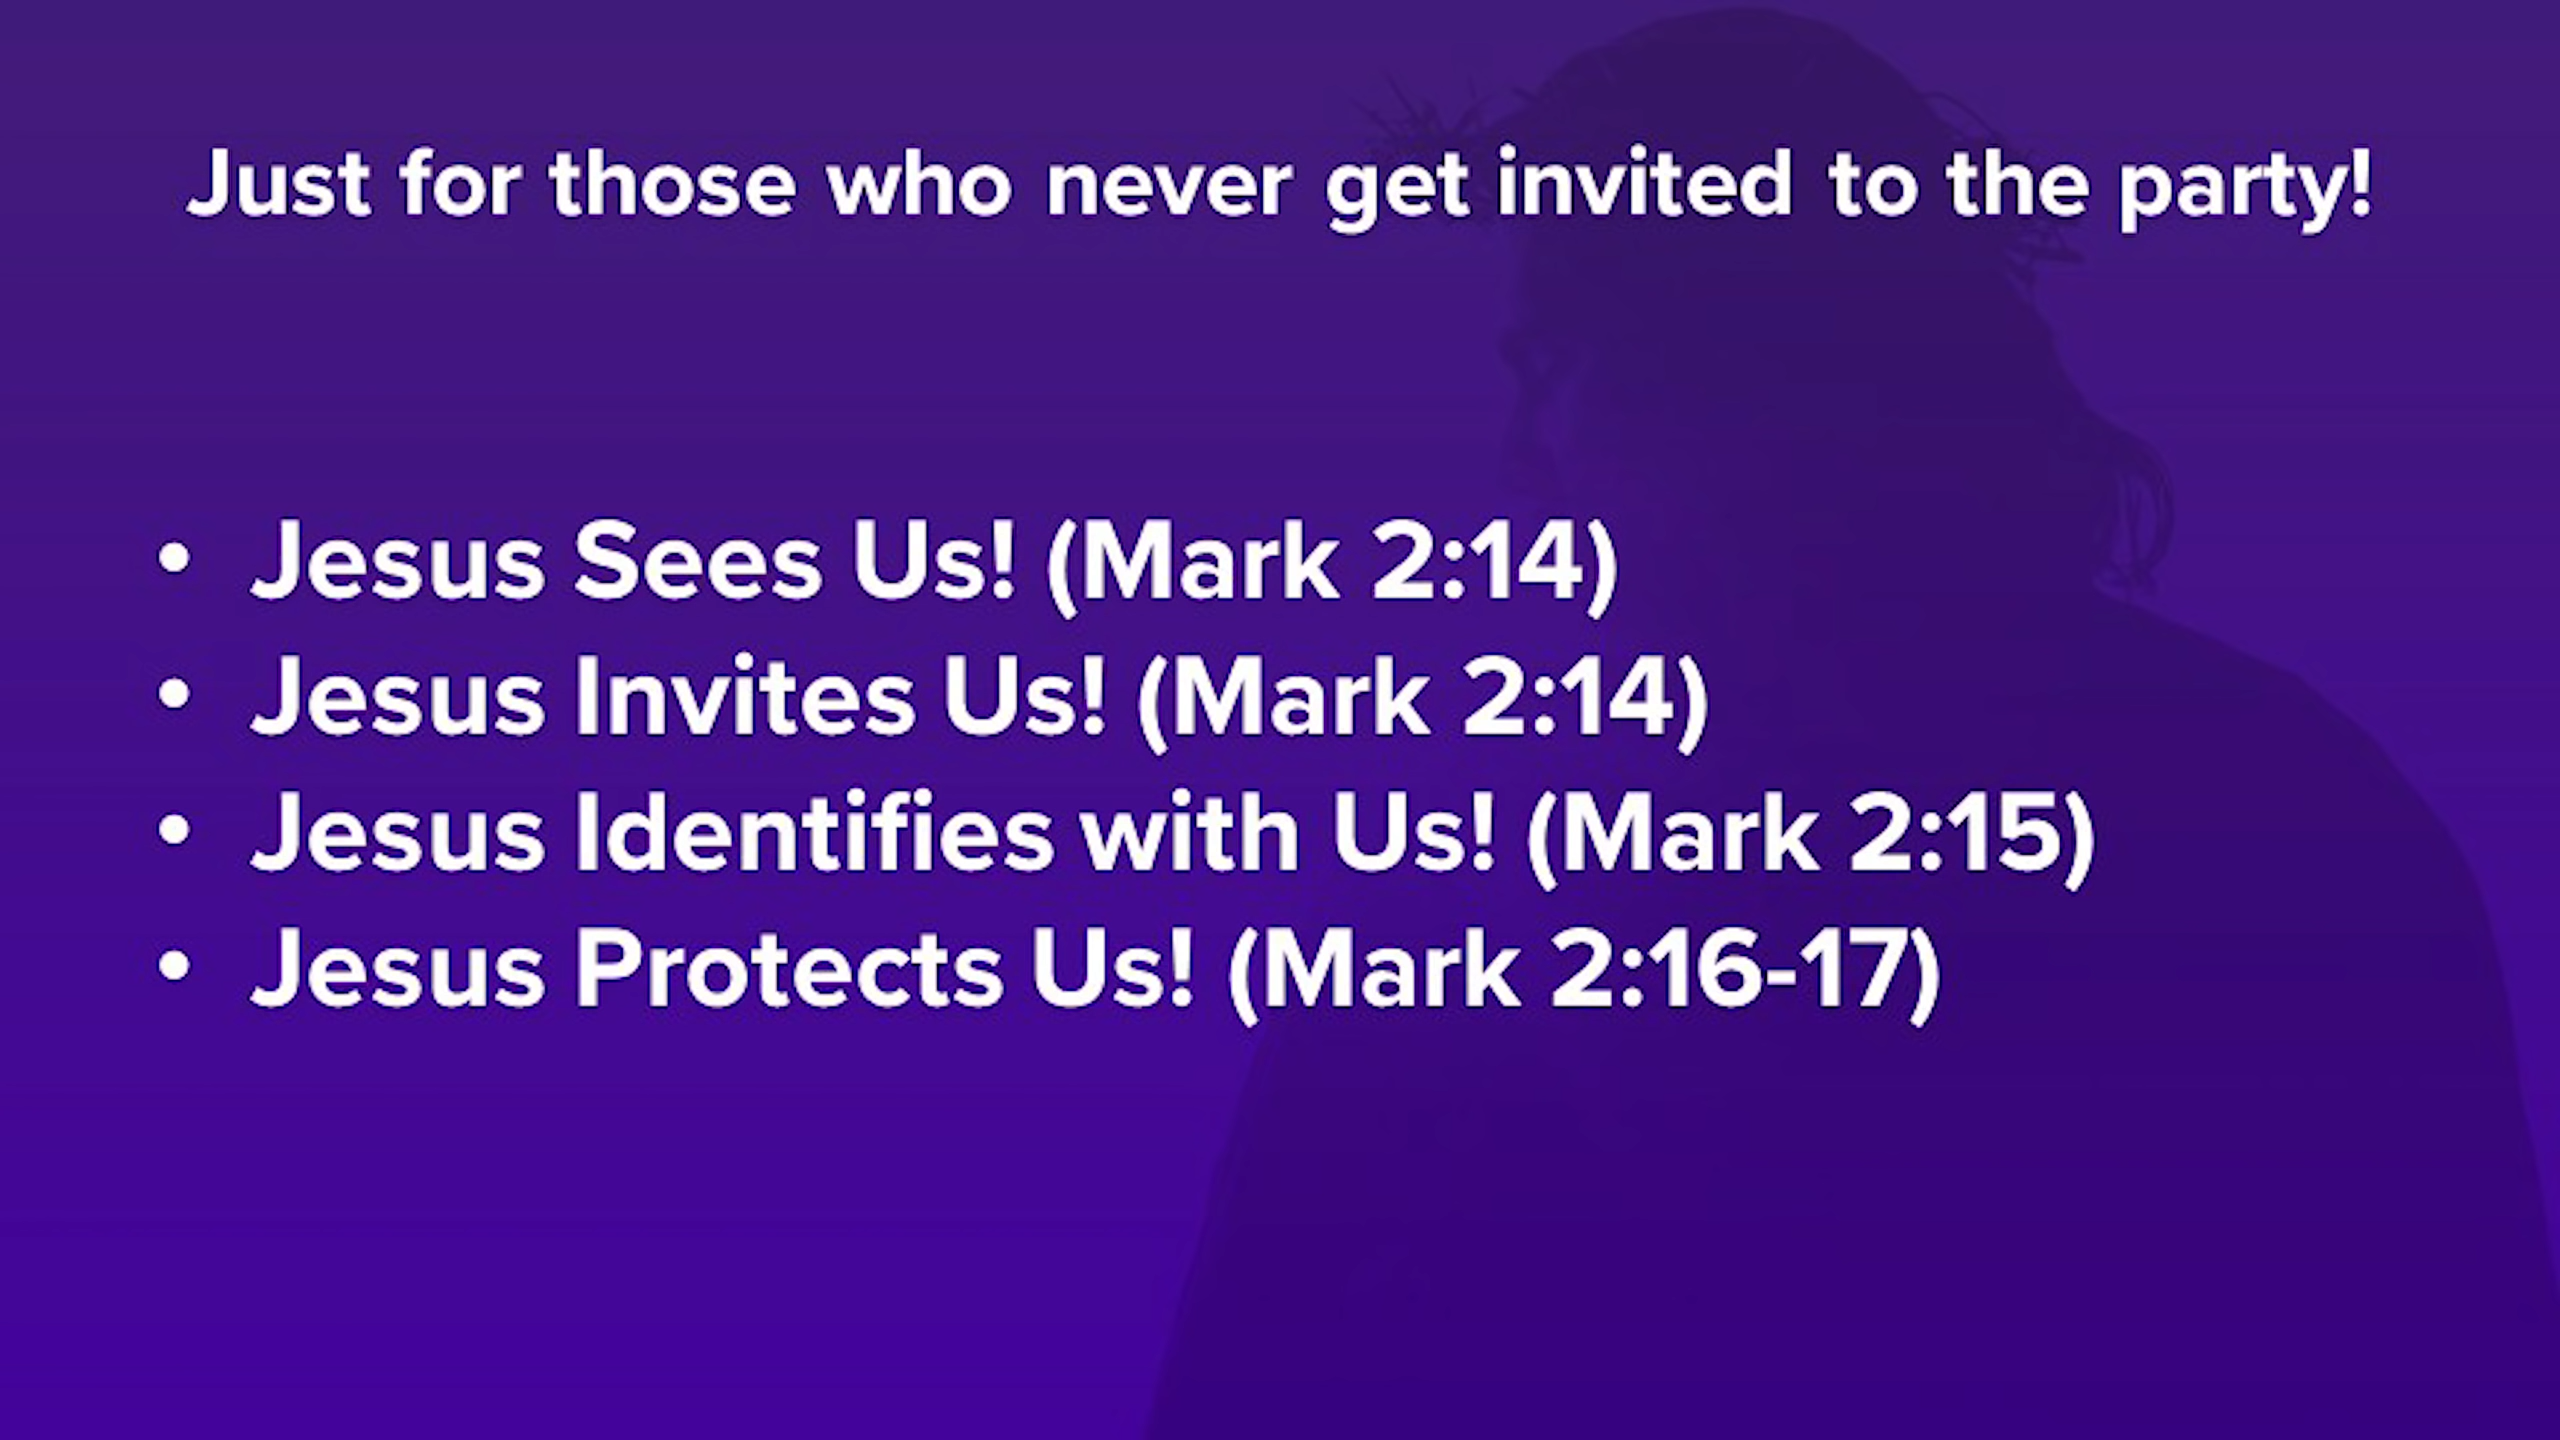 Just for those who never get invited to the party!
• Jesus Sees Us! (Mark 2:14)
• Jesus Invites Us! (Mark 2:14)
• Jesus Identifies with Us! (Mark 2:15)
• Jesus Protects Us! (Mark 2:16-17)